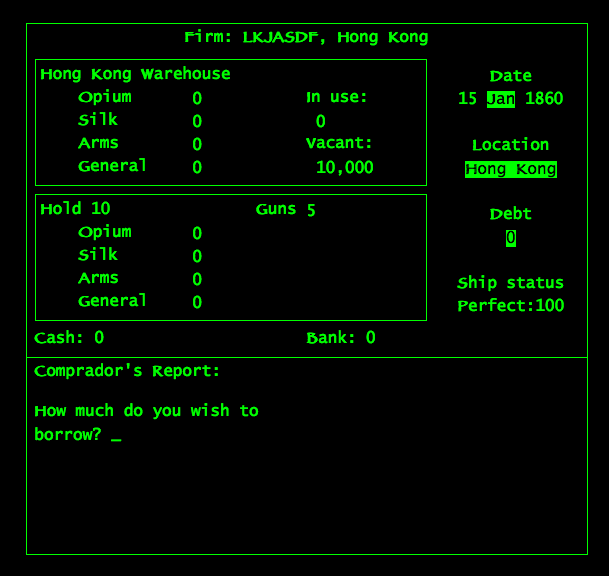 Firm: LKJASDF, Hong Kong
Hong Kong Warehouse
Opium 0 In use:
Silk 0 0
Arms 0 Vacant:
General 0 10,000
Date
15 Jan 1860
Location
Hong Kong
Debt
0
Ship status
Perfect:100
Hold 10 Guns 5
Opium 0
Silk 0
Arms 0
General 0
Cash: 0 Bank: 0
Comprador's Report:
How much do you wish to
borrow? _